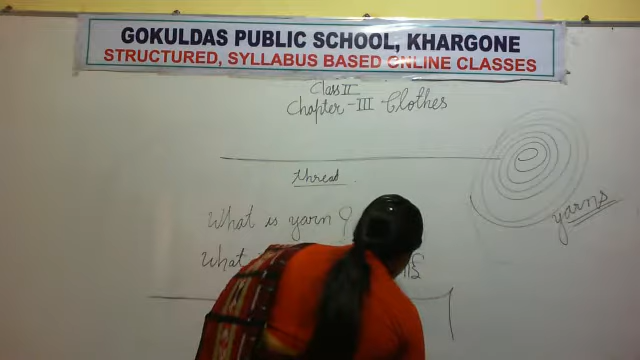 GOKULDAS PUBLIC SCHOOL, KHARGONE
STRUCTURED, SYLLABUS BASED ONLINE CLASSES
Class II
Chapter-III Clothes
thread
yarns
What is yarn ?
What